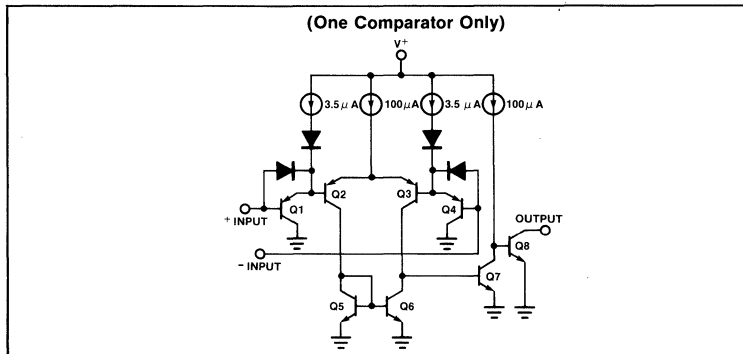 (One Comparator Only)
V+
3.5 μA
100μA
3.5 μA
100μA
Q1
Q2
Q3
Q4
+ INPUT
- INPUT
OUTPUT
Q8
Q7
Q5
Q6